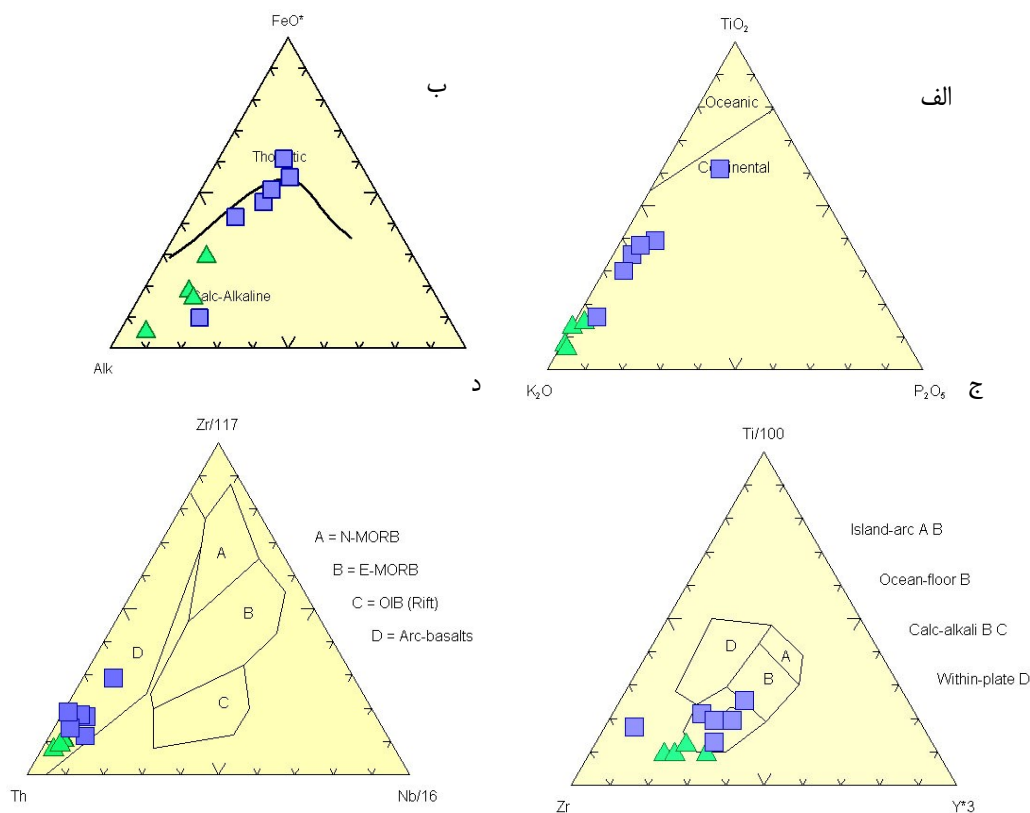 FeO*
ب
Tholeiitic
Calc-Alkaline
Alk
TiO₂
الف
Oceanic
Continental
K₂O
P₂O₅
د
Zr/117
A
B
C
D
A = N-MORB
B = E-MORB
C = OIB (Rift)
D = Arc-basalts
Th
Nb/16
ج
Ti/100
D
A
B
Island-arc A B
Ocean-floor B
Calc-alkali B C
Within-plate D
Zr
Y*3